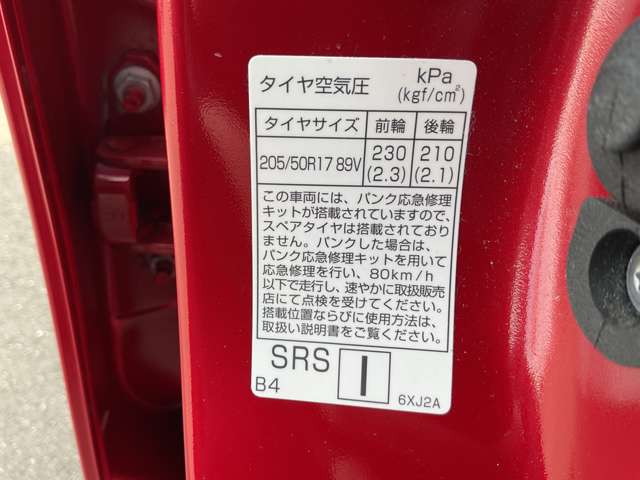 タイヤ空気圧 kPa
(kgf/cm²)
タイヤサイズ 前輪 後輪
205/50R17 89V 230 210
(2.3) (2.1)
この車両には、パンク応急修理
キットが搭載されていますので、
スペアタイヤは搭載されており
ません。パンクした場合は、
パンク応急修理キットを用いて
応急修理を行い、80km/h
以下で走行し、速やかに取扱販売
店にて点検を受けてください。
搭載位置ならびに使用方法は、
取扱い説明書をご覧ください。
SRS I
B4 6XJ2A